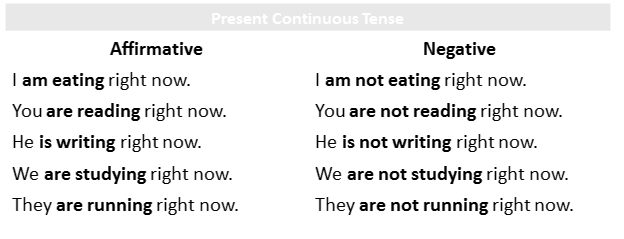 Present Continuous Tense
Affirmative Negative
I am eating right now. I am not eating right now.
You are reading right now. You are not reading right now.
He is writing right now. He is not writing right now.
We are studying right now. We are not studying right now.
They are running right now. They are not running right now.